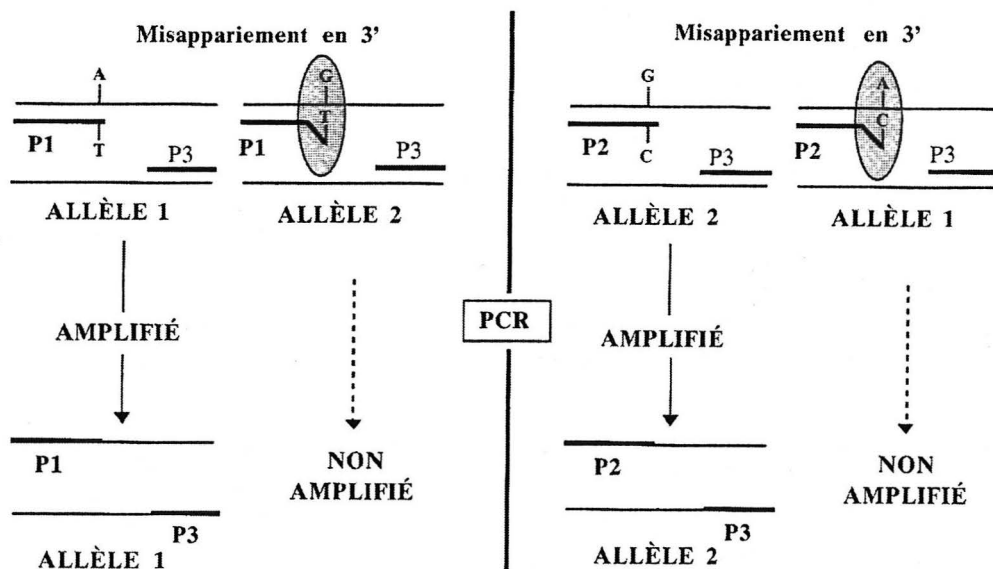 Misappariement en 3'
A
G
T
T
P1
P3
P1
P3
ALLÈLE 1
ALLÈLE 2
AMPLIFIÉ
P1
NON
AMPLIFIÉ
P3
ALLÈLE 1
PCR
Misappariement en 3'
G
A
C
C
P2
P3
P2
P3
ALLÈLE 2
ALLÈLE 1
AMPLIFIÉ
P2
NON
AMPLIFIÉ
P3
ALLÈLE 2